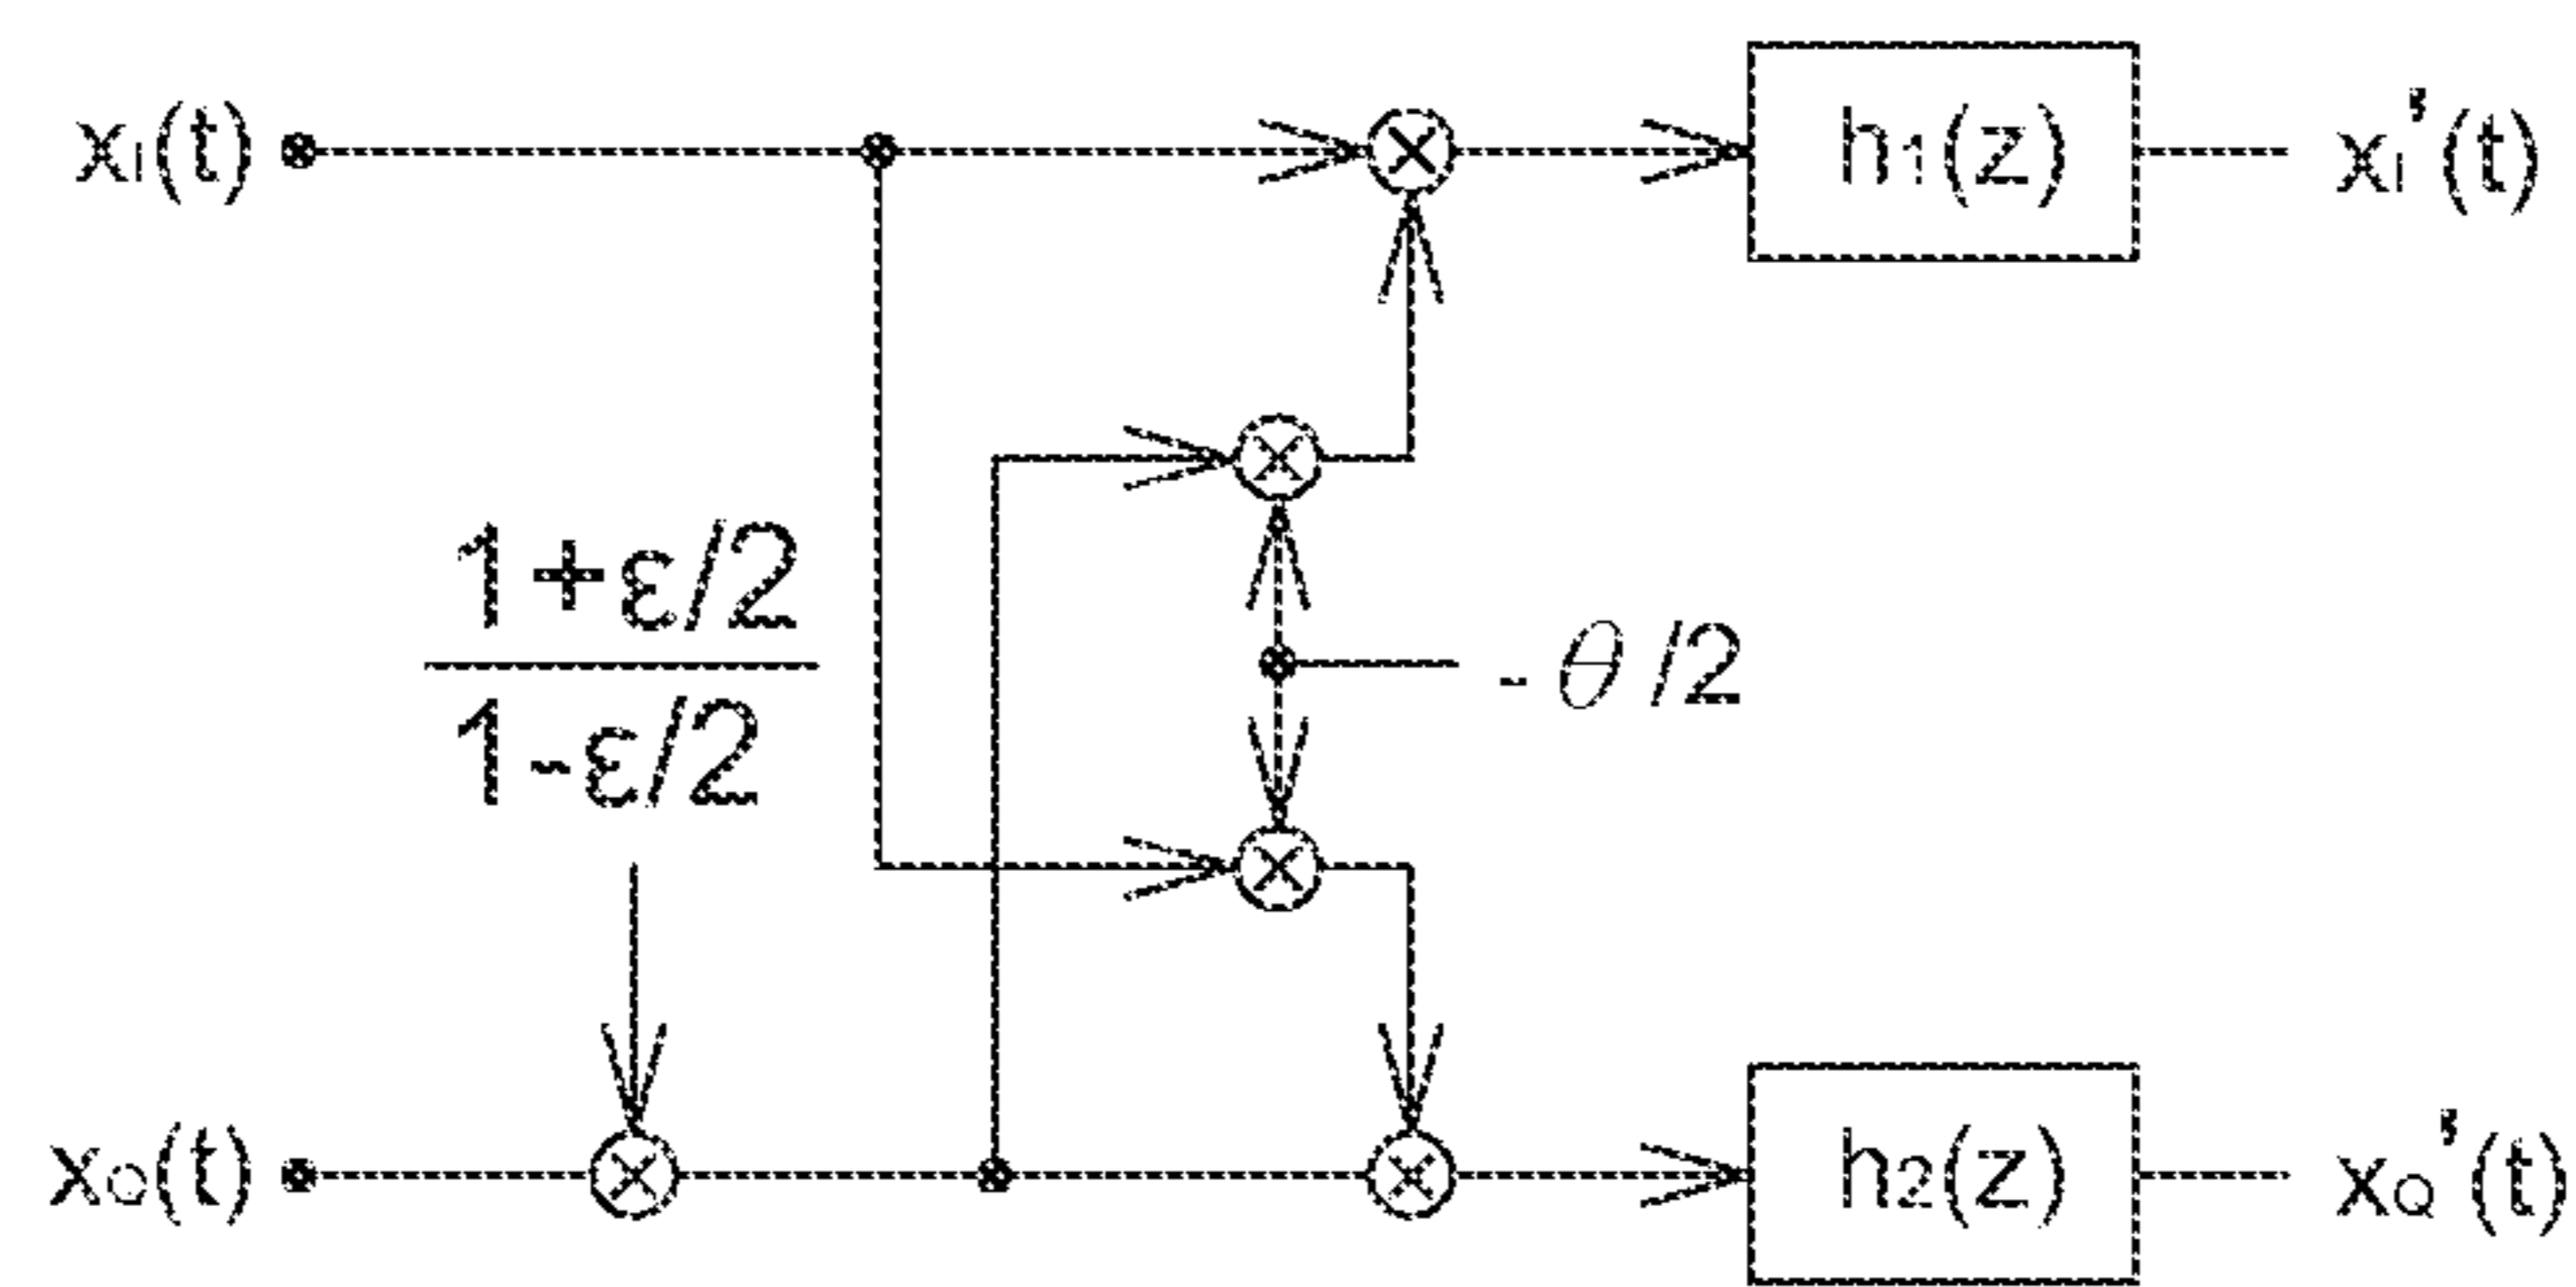 xI(t)
h1(z)
xI'(t)
1+ε/2
1-ε/2
-θ/2
xQ(t)
h2(z)
xQ'(t)